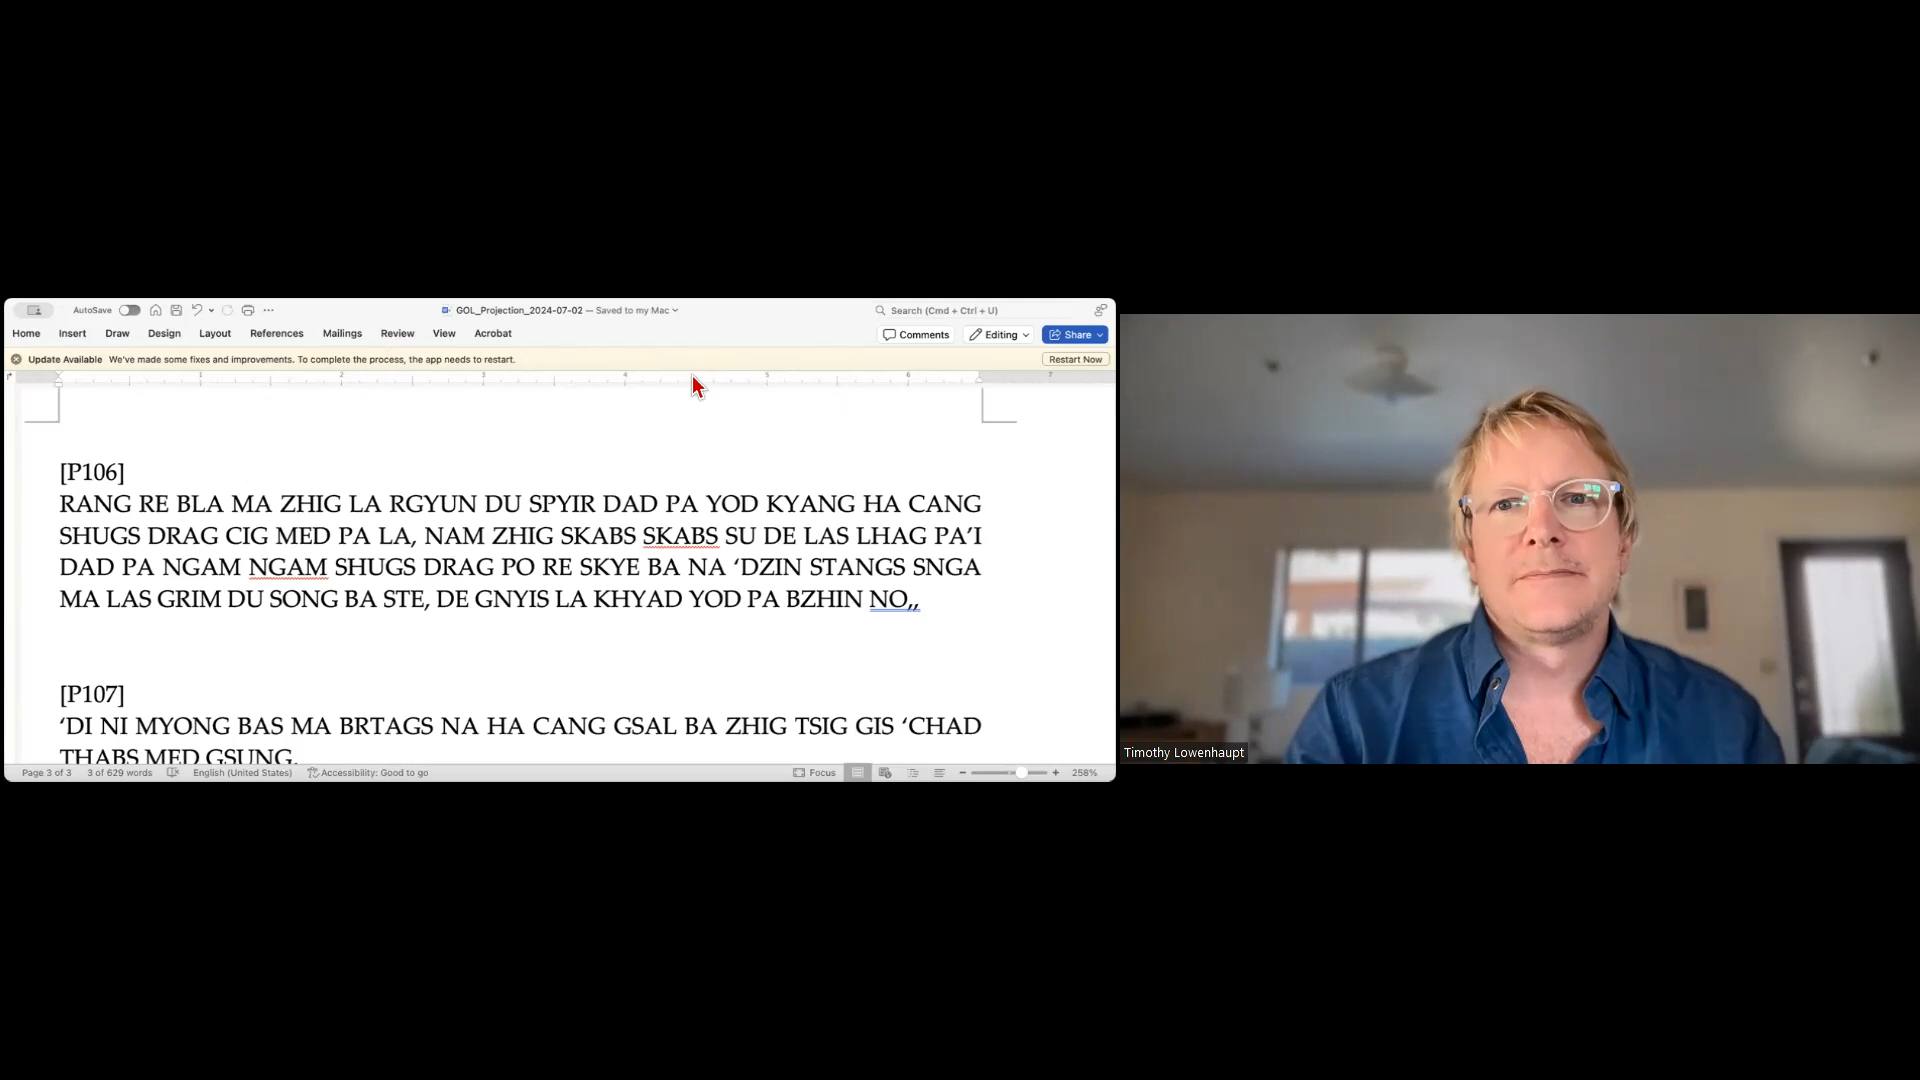 AutoSave
GOL_Projection_2024-07-02 — Saved to my Mac
Search (Cmd + Ctrl + U)
Home Insert Draw Design Layout References Mailings Review View Acrobat
Comments Editing Share
Update Available We've made some fixes and improvements. To complete the process, the app needs to restart.
Restart Now
1 2 3 4 5 6 7
[P106]
RANG RE BLA MA ZHIG LA RGYUN DU SPYIR DAD PA YOD KYANG HA CANG
SHUGS DRAG CIG MED PA LA, NAM ZHIG SKABS SKABS SU DE LAS LHAG PA’I
DAD PA NGAM NGAM SHUGS DRAG PO RE SKYE BA NA ‘DZIN STANGS SNGA
MA LAS GRIM DU SONG BA STE, DE GNYIS LA KHYAD YOD PA BZHIN NO,,
[P107]
‘DI NI MYONG BAS MA BRTAGS NA HA CANG GSAL BA ZHIG TSIG GIS ‘CHAD
THABS MED GSUNG.
Page 3 of 3 3 of 629 words English (United States) Accessibility: Good to go
Focus
258%
Timothy Lowenhaupt